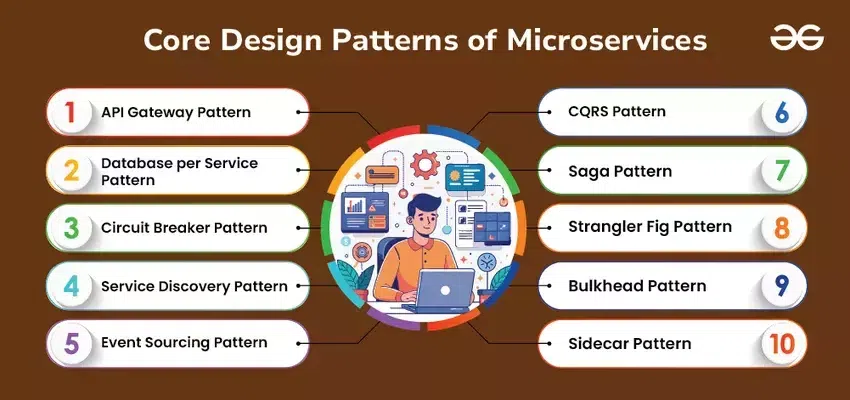 Core Design Patterns of Microservices
1
API Gateway Pattern
2
Database per Service
Pattern
3
Circuit Breaker Pattern
4
Service Discovery Pattern
5
Event Sourcing Pattern
CQRS Pattern
6
Saga Pattern
7
Strangler Fig Pattern
8
Bulkhead Pattern
9
Sidecar Pattern
10